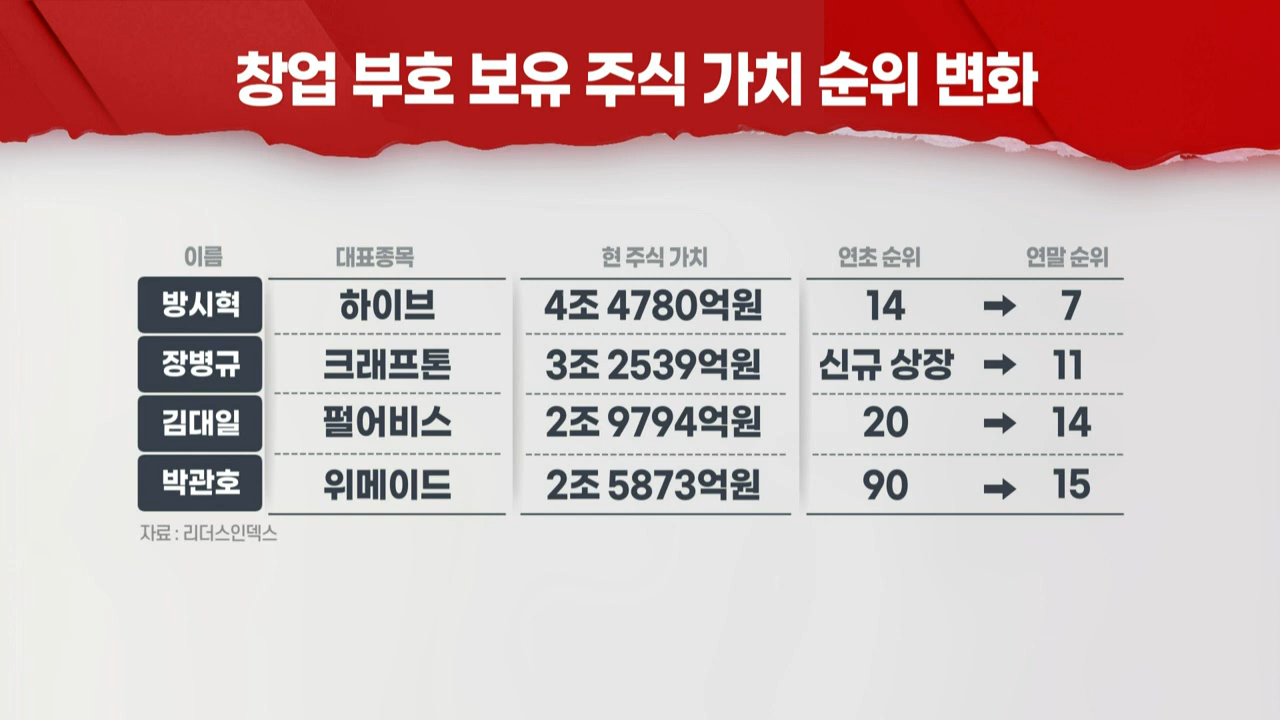 창업 부호 보유 주식 가치 순위 변화
이름 대표종목 현 주식 가치 연초 순위 연말 순위
방시혁 하이브 4조 4780억원 14 ➡ 7
장병규 크래프톤 3조 2539억원 신규 상장 ➡ 11
김대일 펄어비스 2조 9794억원 20 ➡ 14
박관호 위메이드 2조 5873억원 90 ➡ 15
자료 : 리더스인덱스